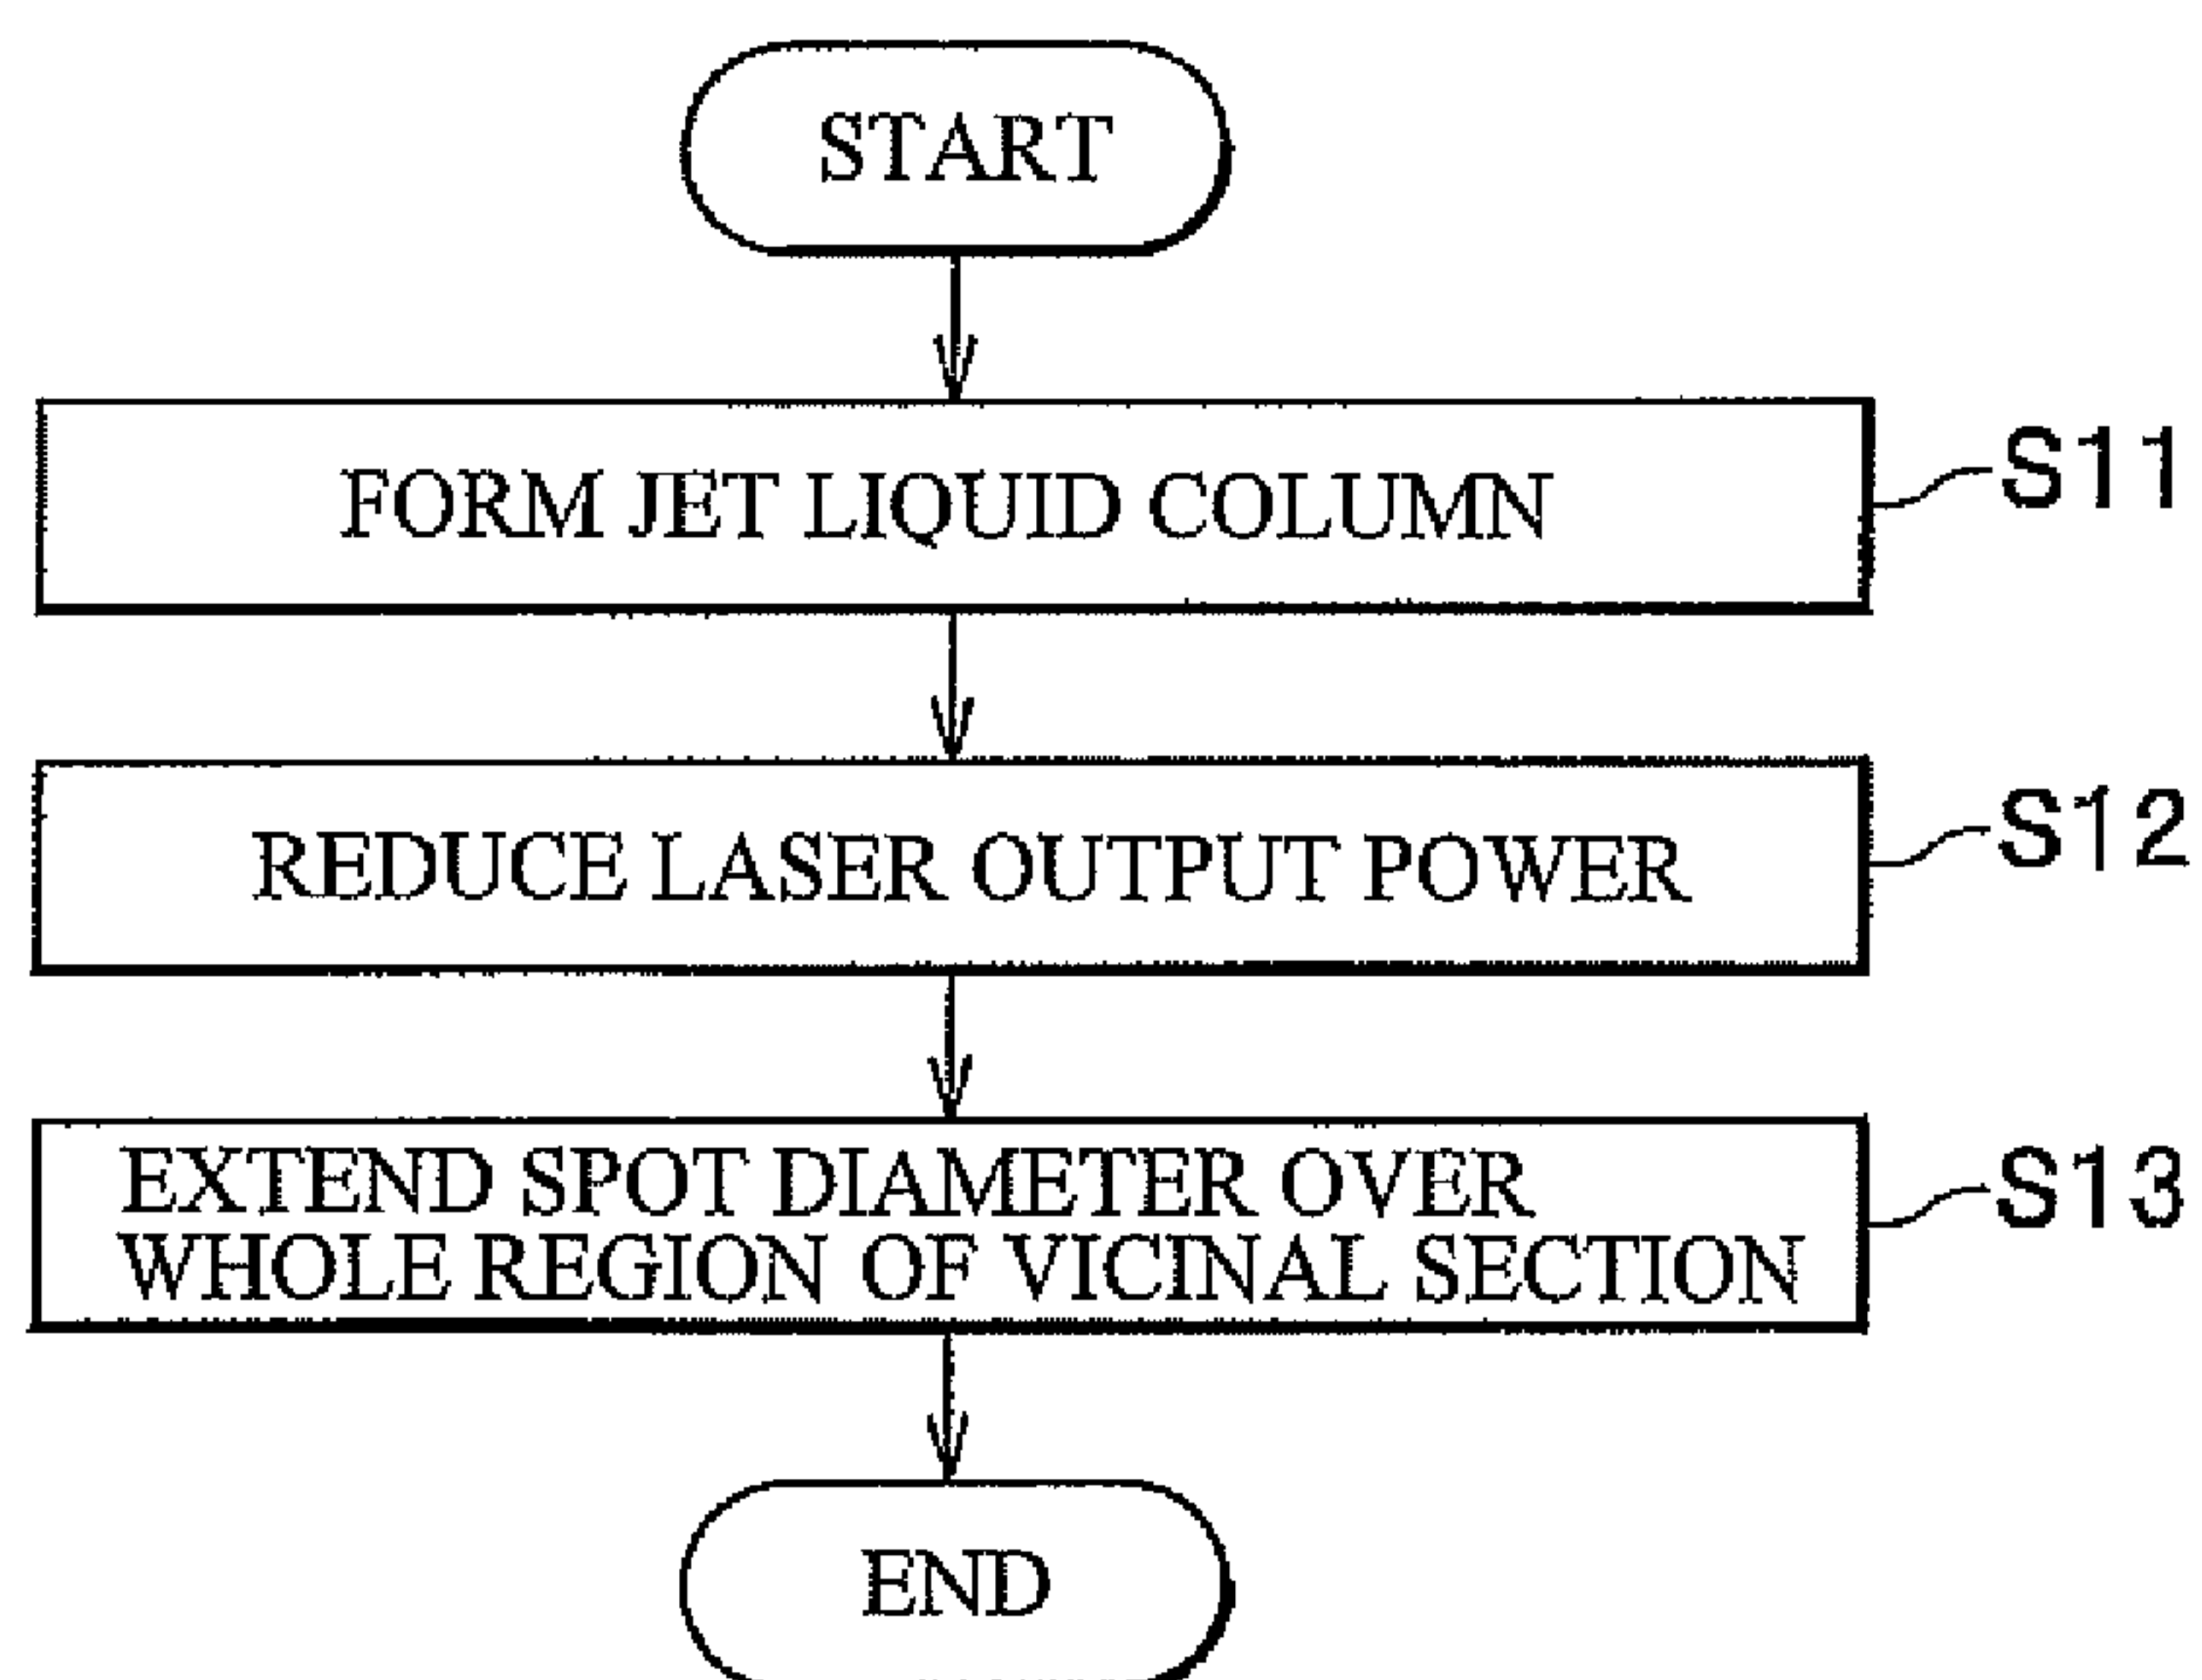 START
FORM JET LIQUID COLUMN
S11
REDUCE LASER OUTPUT POWER
S12
EXTEND SPOT DIAMETER OVER
WHOLE REGION OF VICINAL SECTION
S13
END